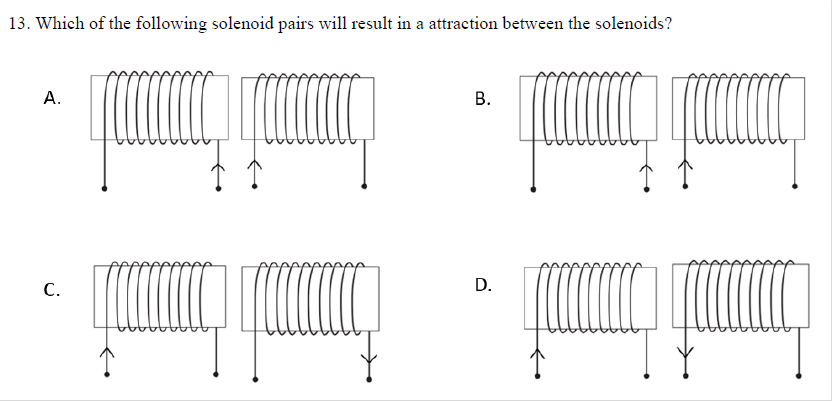 13. Which of the following solenoid pairs will result in a attraction between the solenoids?
A.
B.
C.
D.